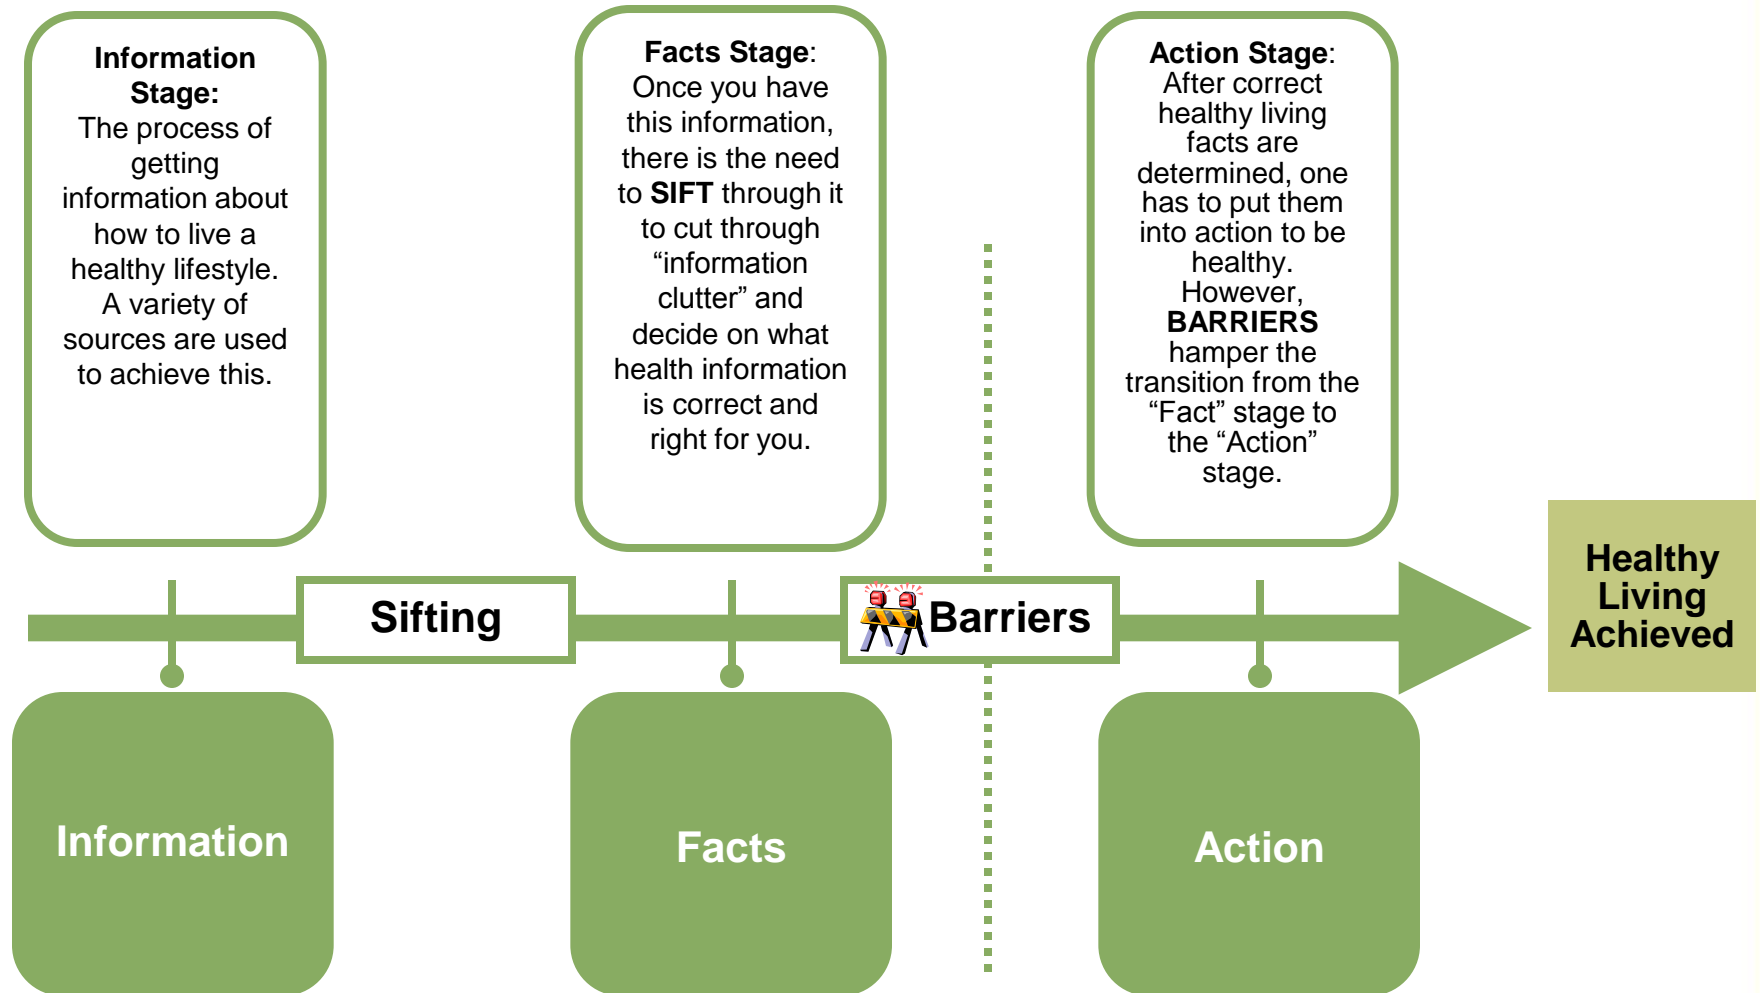 Information
Stage:
The process of
getting
information about
how to live a
healthy lifestyle.
A variety of
sources are used
to achieve this.
Facts Stage:
Once you have
this information,
there is the need
to SIFT through it
to cut through
“information
clutter” and
decide on what
health information
is correct and
right for you.
Action Stage:
After correct
healthy living
facts are
determined, one
has to put them
into action to be
healthy.
However,
BARRIERS
hamper the
transition from the
“Fact” stage to
the “Action”
stage.
Sifting
Barriers
Healthy
Living
Achieved
Information
Facts
Action